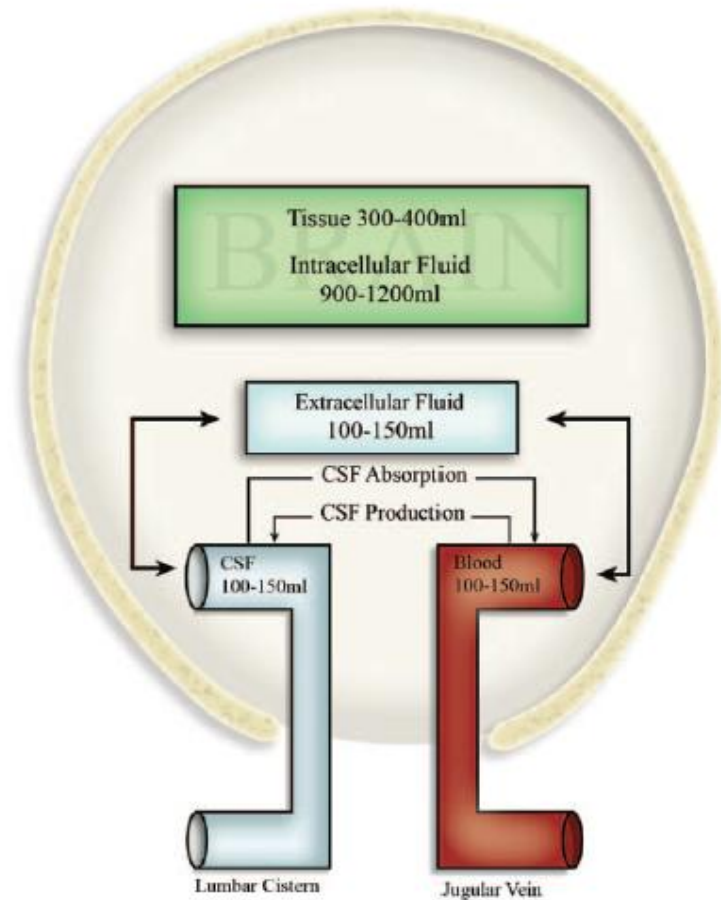 BRAIN
Tissue 300-400ml
Intracellular Fluid
900-1200ml
Extracellular Fluid
100-150ml
CSF Absorption
CSF Production
CSF
100-150ml
Blood
100-150ml
Lumbar Cistern
Jugular Vein